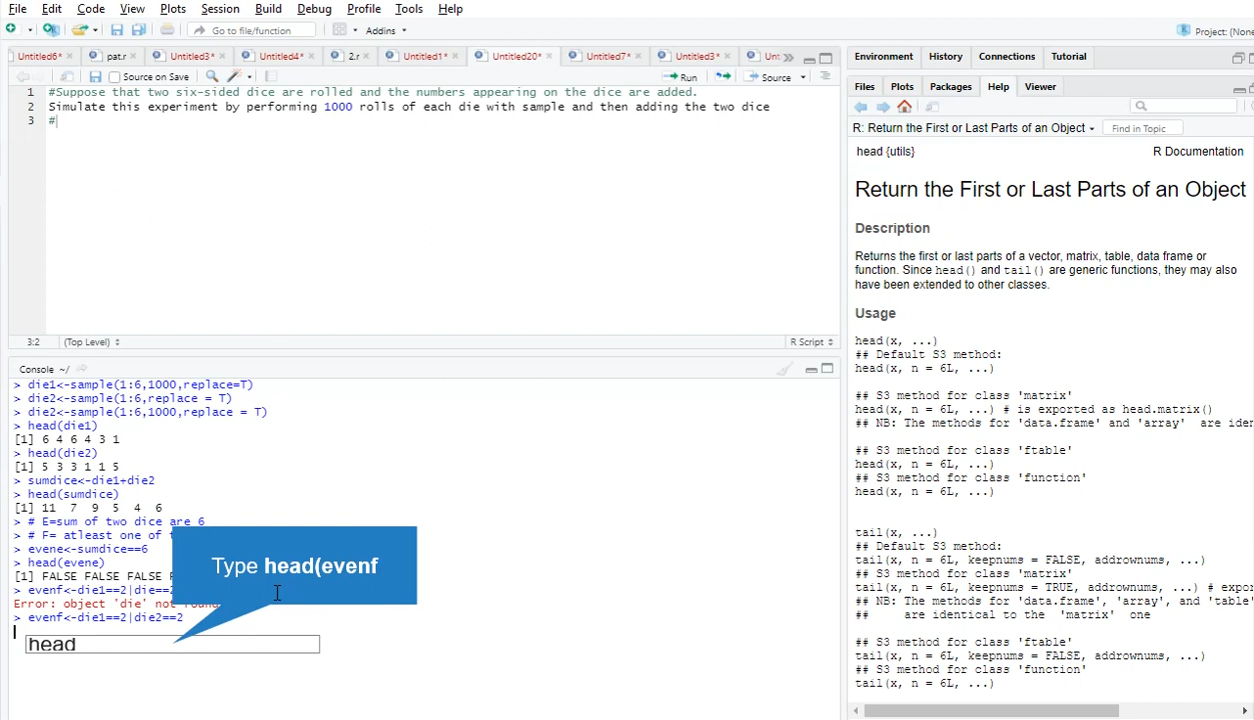 File Edit Code View Plots Session Build Debug Profile Tools Help
Go to file/function Addins Project: (None
Untitled6* pat.r Untitled3* Untitled4* 2.r Untitled1* Untitled20* Untitled7* Untitled3* Unt
Source on Save Run Source
1 #Suppose that two six-sided dice are rolled and the numbers appearing on the dice are added.
2 Simulate this experiment by performing 1000 rolls of each die with sample and then adding the two dice
3 #
3:2 (Top Level) R Script
Console ~/
> die1<-sample(1:6,1000,replace=T)
> die2<-sample(1:6,replace = T)
> die2<-sample(1:6,1000,replace = T)
> head(die1)
[1] 6 4 6 4 3 1
> head(die2)
[1] 5 3 3 1 1 5
> sumdice<-die1+die2
> head(sumdice)
[1] 11 7 9 5 4 6
> # E=sum of two dice are 6
> # F= atleast one of
> evene<-sumdice==6
> head(evene)
[1] FALSE FALSE FALSE
> evenf<-die1==2|die==2
Error: object 'die' not found
> evenf<-die1==2|die2==2
head
Type head(evenf
Environment History Connections Tutorial
Files Plots Packages Help Viewer
R: Return the First or Last Parts of an Object Find in Topic
head {utils} R Documentation
Return the First or Last Parts of an Object
Description
Returns the first or last parts of a vector, matrix, table, data frame or
function. Since head() and tail() are generic functions, they may also
have been extended to other classes.
Usage
head(x, ...)
## Default S3 method:
head(x, n = 6L, ...)
## S3 method for class 'matrix'
head(x, n = 6L, ...) # is exported as head.matrix()
## NB: The methods for 'data.frame' and 'array' are iden
## S3 method for class 'ftable'
head(x, n = 6L, ...)
## S3 method for class 'function'
head(x, n = 6L, ...)
tail(x, ...)
## Default S3 method:
tail(x, n = 6L, keepnums = FALSE, addrownums, ...)
## S3 method for class 'matrix'
tail(x, n = 6L, keepnums = TRUE, addrownums, ...) # expor
## NB: The methods for 'data.frame', 'array', and 'table'
## are identical to the 'matrix' one
## S3 method for class 'ftable'
tail(x, n = 6L, keepnums = FALSE, addrownums, ...)
## S3 method for class 'function'
tail(x, n = 6L, ...)